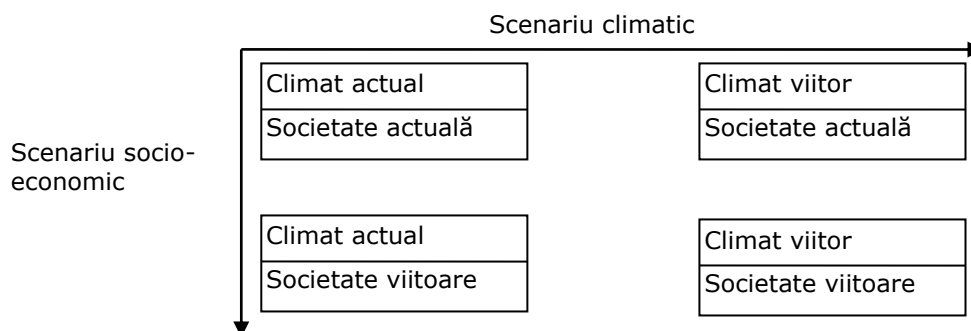 Scenariu climatic
Climat actual
Societate actuală
Climat viitor
Societate actuală
Scenariu socio-
economic
Climat actual
Societate viitoare
Climat viitor
Societate viitoare